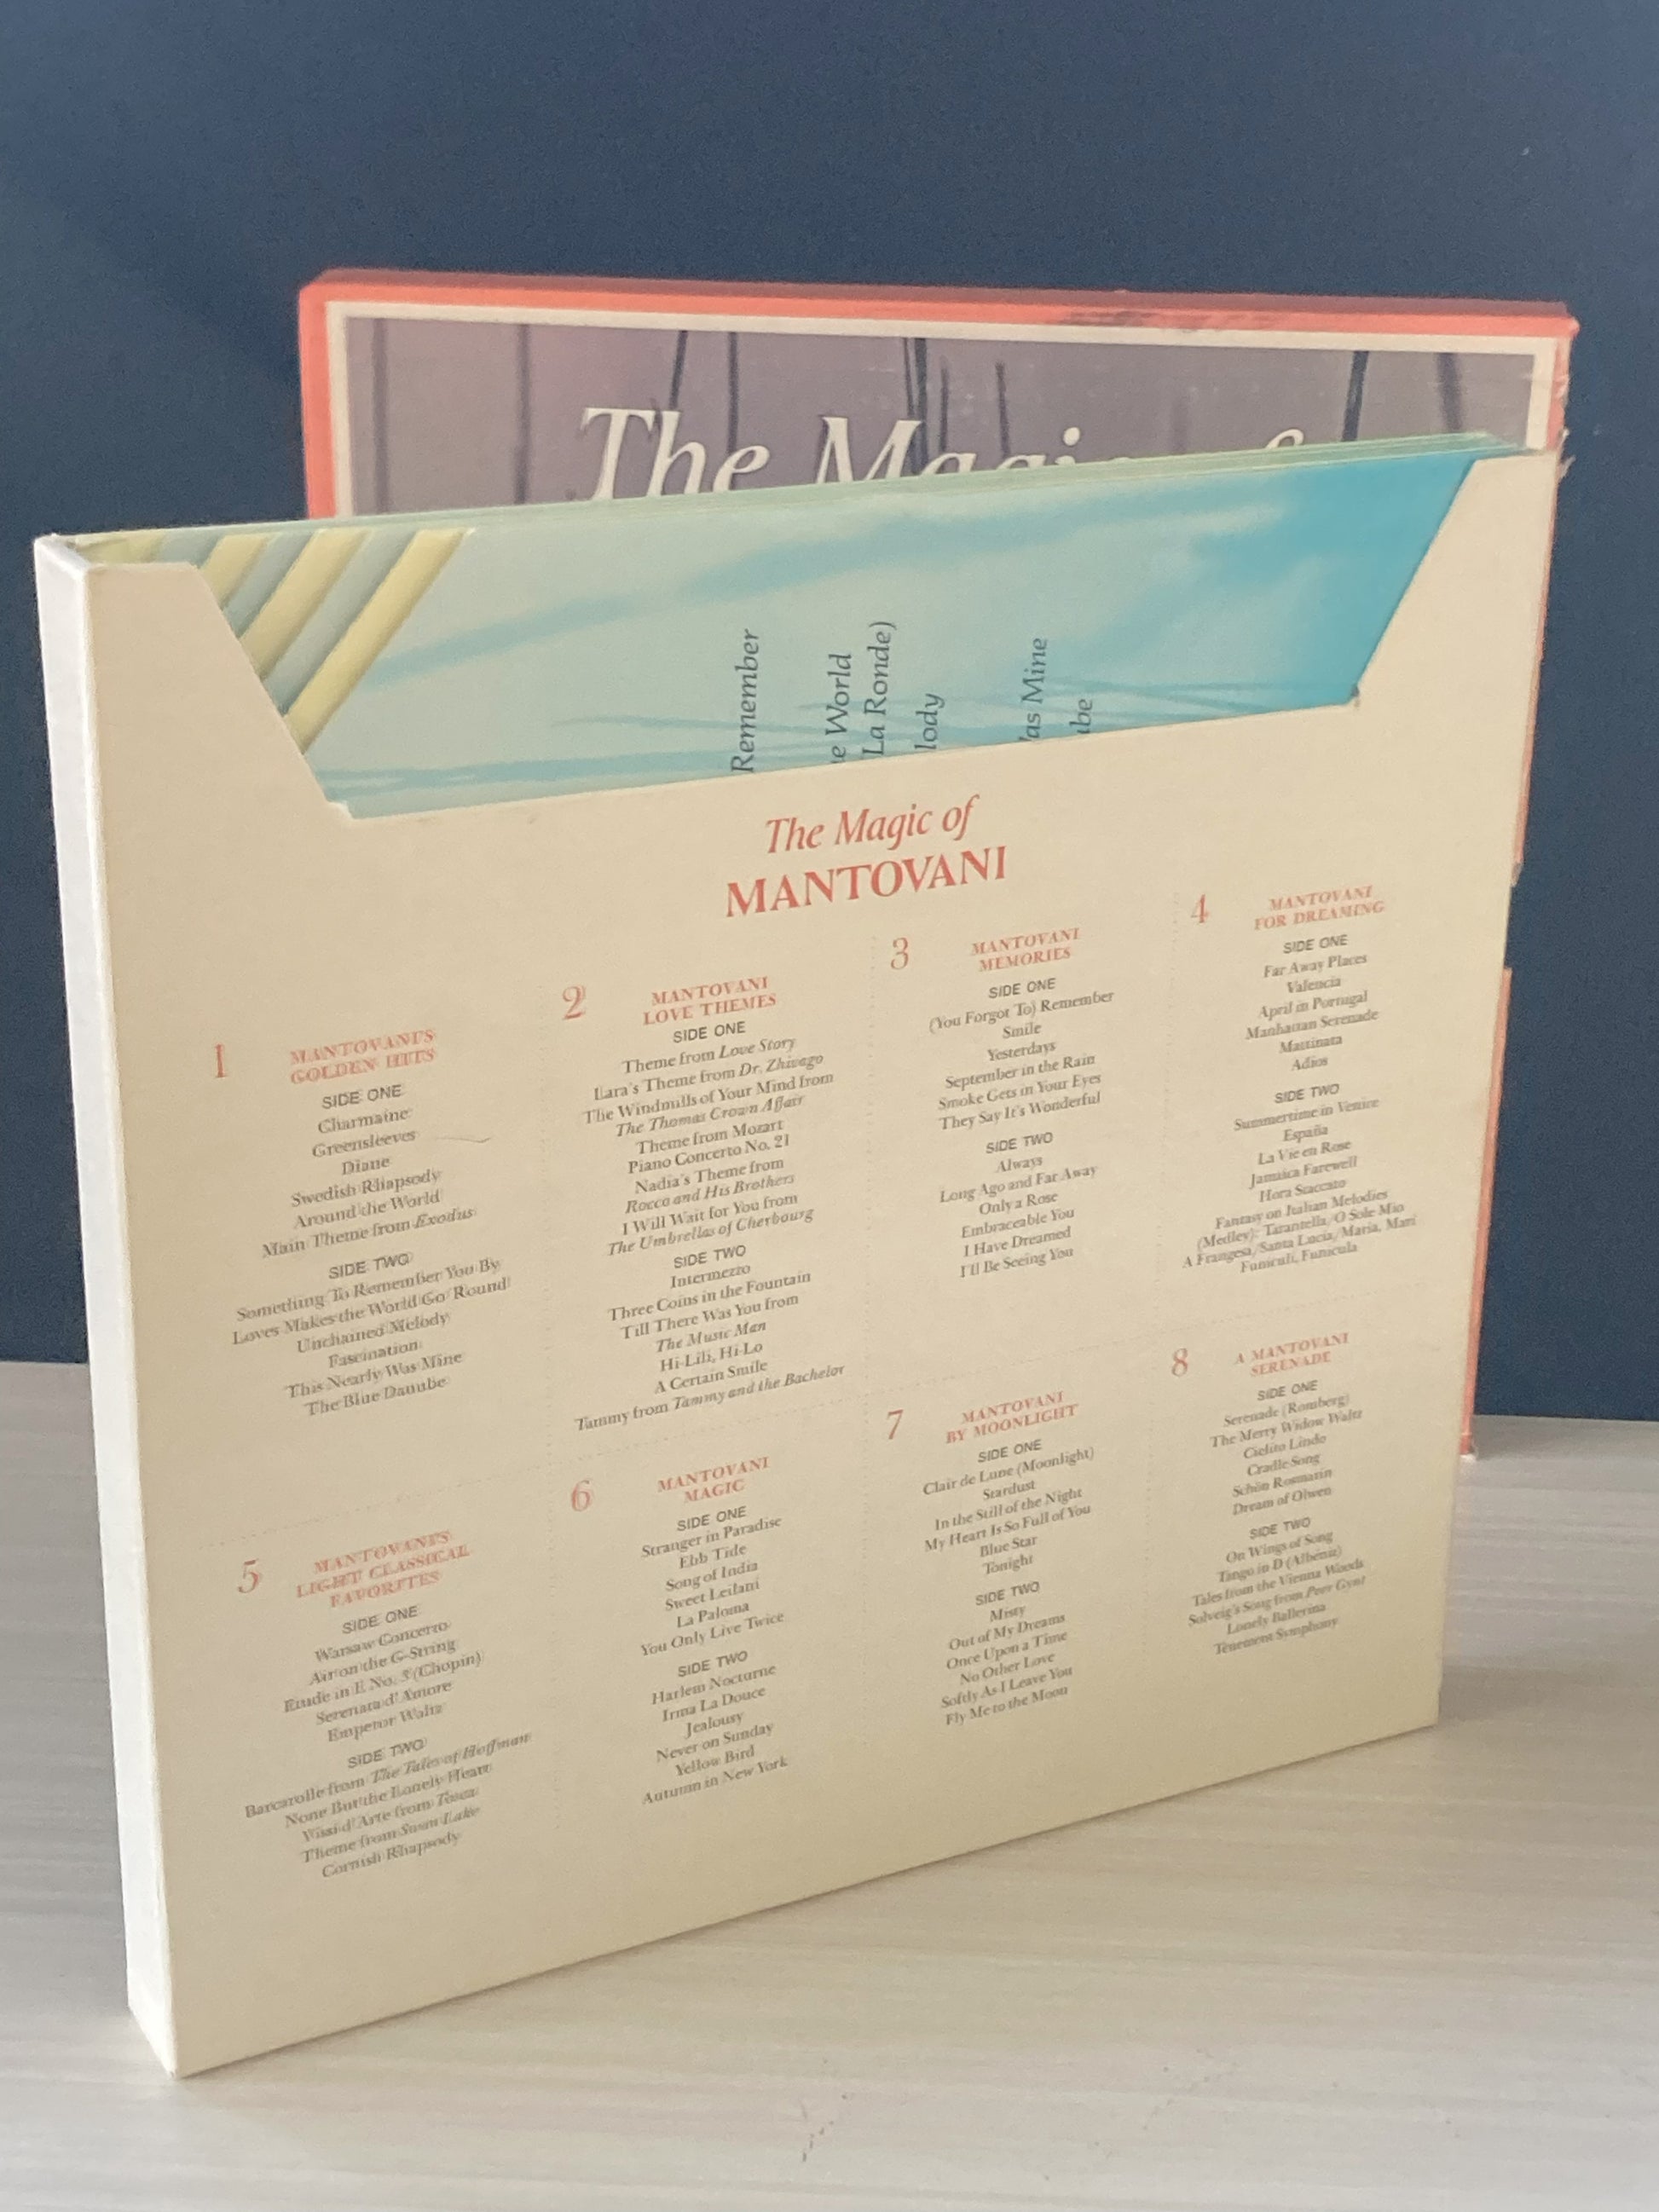 The Magic of
Remember
e World
La Ronde)
lody
as Mine
ube
The Magic of
MANTOVANI
1
MANTOVANI'S
GOLDEN HITS
SIDE ONE
Charmaine
Greensleeves
Diane
Swedish Rhapsody
Around the World
Main Theme from Exodus
SIDE TWO
Something To Remember You By
Loves Makes the World Go 'Round
Unchained Melody
Fascination
This Nearly Was Mine
The Blue Danube
2
MANTOVANI
LOVE THEMES
SIDE ONE
Theme from Love Story
Lara's Theme from Dr. Zhivago
The Windmills of Your Mind from
The Thomas Crown Affair
Theme from Mozart
Piano Concerto No. 21
Nadia's Theme from
Rocco and His Brothers
I Will Wait for You from
The Umbrellas of Cherbourg
SIDE TWO
Intermezzo
Three Coins in the Fountain
Till There Was You from
The Music Man
Hi-Lili, Hi-Lo
A Certain Smile
Tammy from Tammy and the Bachelor
3
MANTOVANI
MEMORIES
SIDE ONE
(You Forgot To) Remember
Smile
Yesterdays
September in the Rain
Smoke Gets in Your Eyes
They Say It's Wonderful
SIDE TWO
Always
Long Ago and Far Away
Only a Rose
Embraceable You
I Have Dreamed
I'll Be Seeing You
4
MANTOVANI
FOR DREAMING
SIDE ONE
Far Away Places
Valencia
April in Portugal
Manhattan Serenade
Mattinata
Adios
SIDE TWO
Summertime in Venice
España
La Vie en Rose
Jamaica Farewell
Hora Staccato
Fantasy on Italian Melodies
(Medley): Tarantella/O Sole Mio
A Frangesa/Santa Lucia/Maria, Mari
Funiculi, Funicula
5
MANTOVANI'S
LIGHT CLASSICAL
FAVORITES
SIDE ONE
Warsaw Concerto
Air on the G-String
Etude in E No. 3 (Chopin)
Serenata d'Amore
Emperor Waltz
SIDE TWO
Barcarolle from The Tales of Hoffman
None But the Lonely Heart
Vissi d'Arte from Tosca
Theme from Swan Lake
Cornish Rhapsody
6
MANTOVANI
MAGIC
SIDE ONE
Stranger in Paradise
Ebb Tide
Song of India
Sweet Leilani
La Paloma
You Only Live Twice
SIDE TWO
Harlem Nocturne
Irma La Douce
Jealousy
Never on Sunday
Yellow Bird
Autumn in New York
7
MANTOVANI
BY MOONLIGHT
SIDE ONE
Clair de Lune (Moonlight)
Stardust
In the Still of the Night
My Heart Is So Full of You
Blue Star
Tonight
SIDE TWO
Misty
Out of My Dreams
Once Upon a Time
No Other Love
Softly As I Leave You
Fly Me to the Moon
8
A MANTOVANI
SERENADE
SIDE ONE
Serenade (Romberg)
The Merry Widow Waltz
Cielito Lindo
Cradle Song
Schön Rosmarin
Dream of Olwen
SIDE TWO
On Wings of Song
Tango in D (Albéniz)
Tales from the Vienna Woods
Solveig's Song from Peer Gynt
Lonely Ballerina
Tenement Symphony